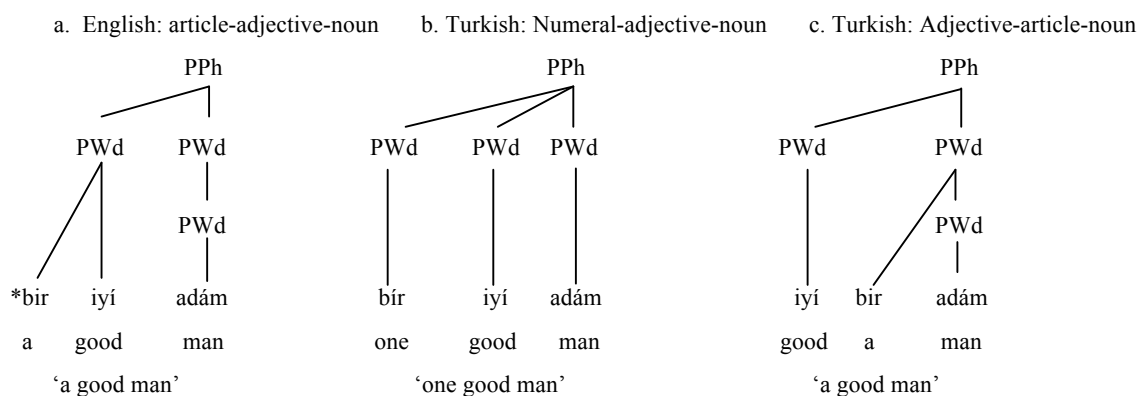 a. English: article-adjective-noun b. Turkish: Numeral-adjective-noun c. Turkish: Adjective-article-noun
PPh PPh PPh
PWd PWd PWd PWd PWd PWd PWd
PWd PWd
*bir iyí adám bír iyí adám iyí bir adám
a good man one good man good a man
‘a good man’ ‘one good man’ ‘a good man’